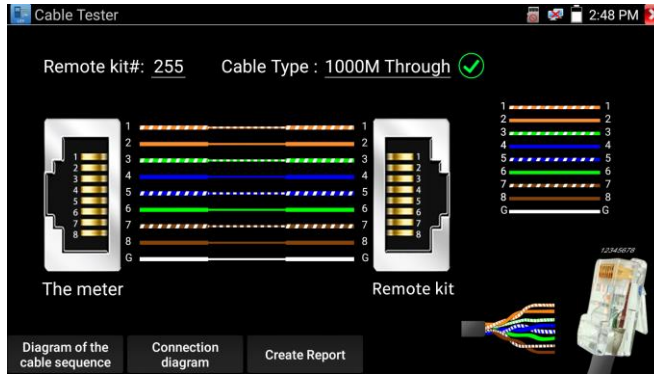 Cable Tester
2:48 PM
Remote kit#: 255 Cable Type : 1000M Through
1 1
2 2
3 3
4 4
5 5
6 6
7 7
8 8
G G
1
2
3
4
5
6
7
8
1
2
3
4
5
6
7
8
1 1
2 2
3 3
4 4
5 5
6 6
7 7
8 8
G G
The meter
Remote kit
12345678
Diagram of the
cable sequence
Connection
diagram
Create Report